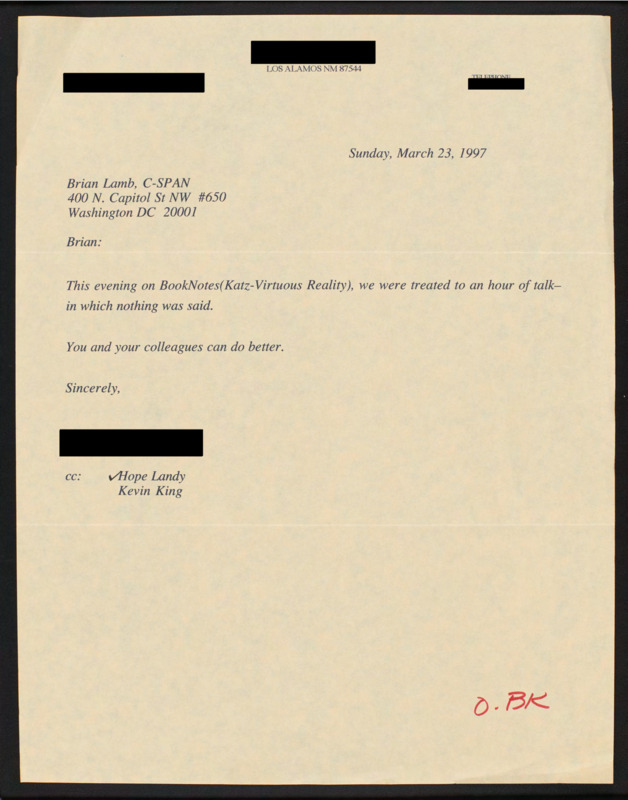 LOS ALAMOS NM 87544
TELEPHONE
Sunday, March 23, 1997
Brian Lamb, C-SPAN
400 N. Capitol St NW #650
Washington DC 20001
Brian:
This evening on BookNotes(Katz-Virtuous Reality), we were treated to an hour of talk–
in which nothing was said.
You and your colleagues can do better.
Sincerely,
cc: ✓Hope Landy
Kevin King
O. BK